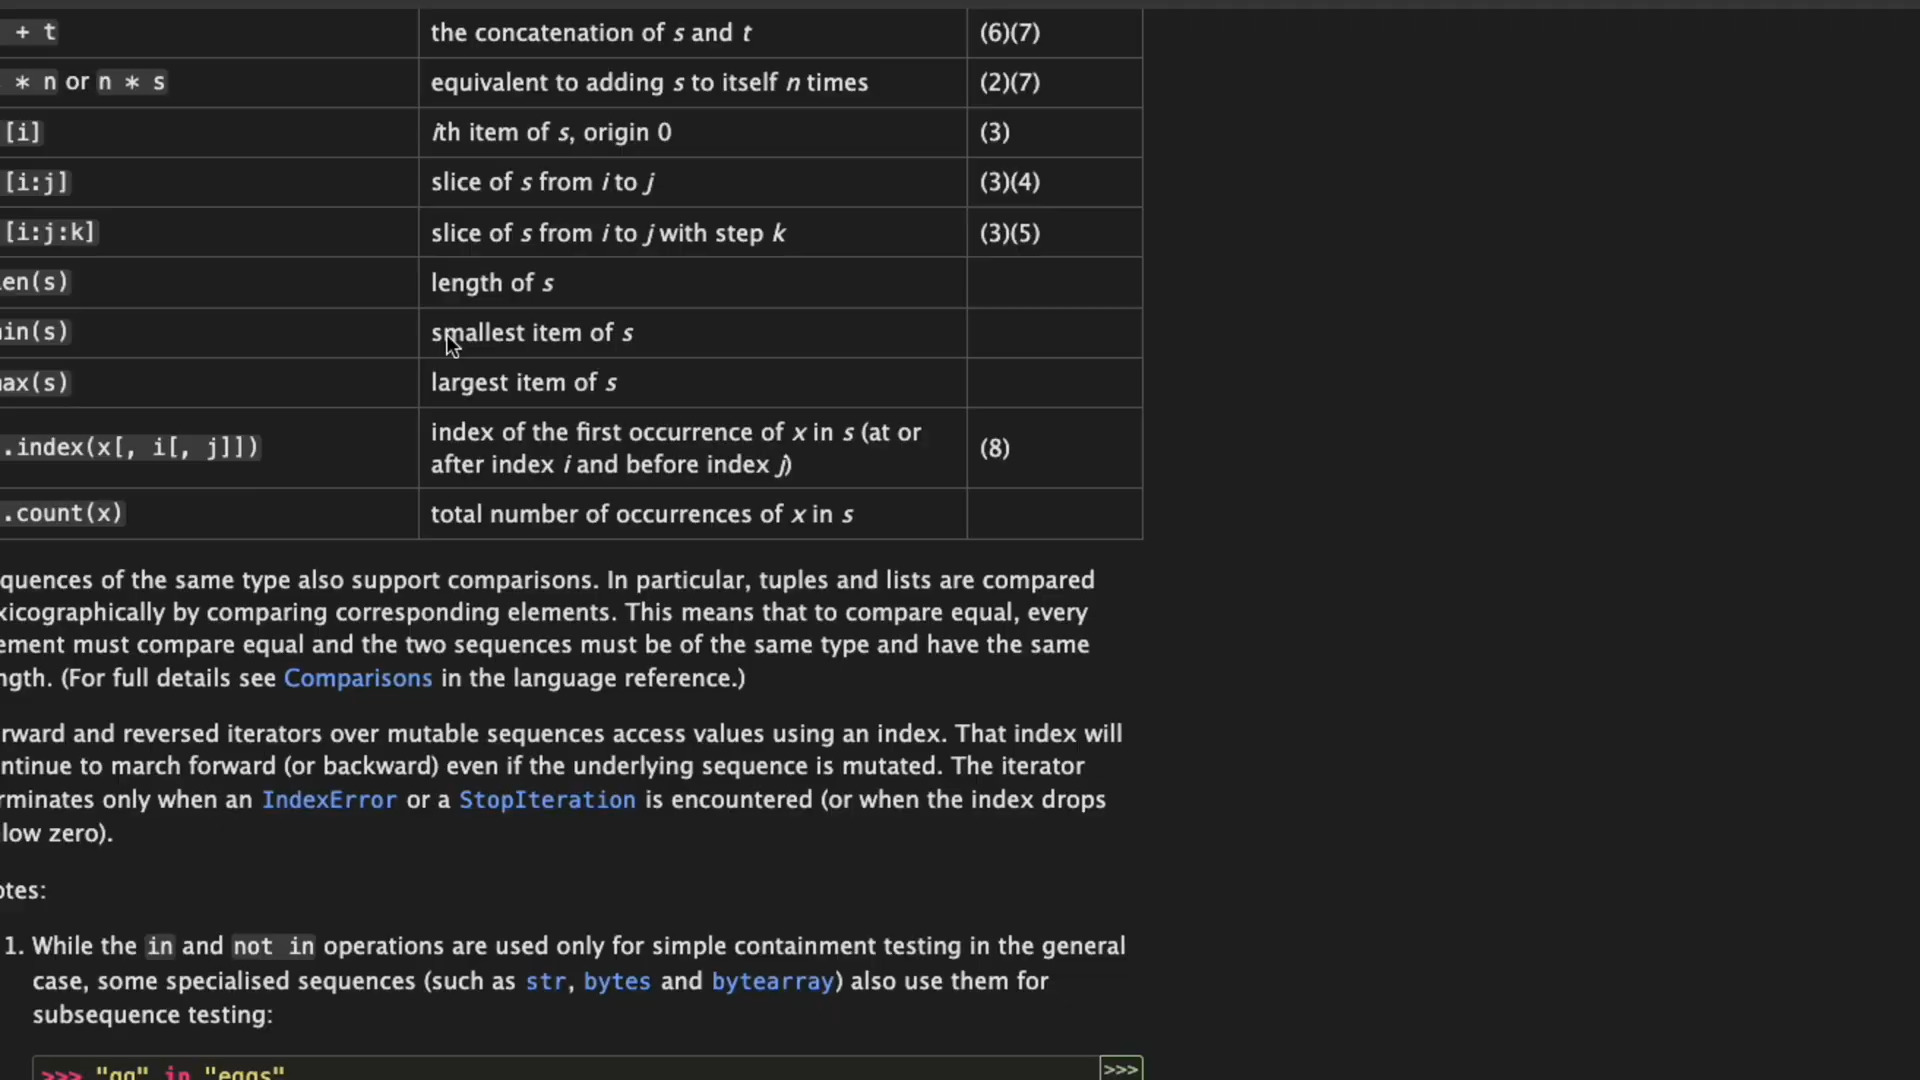 + t the concatenation of s and t (6)(7)
* n or n * s equivalent to adding s to itself n times (2)(7)
[i] ith item of s, origin 0 (3)
[i:j] slice of s from i to j (3)(4)
[i:j:k] slice of s from i to j with step k (3)(5)
en(s) length of s
in(s) smallest item of s
ax(s) largest item of s
.index(x[, i[, j]]) index of the first occurrence of x in s (at or
after index i and before index j) (8)
.count(x) total number of occurrences of x in s
quences of the same type also support comparisons. In particular, tuples and lists are compared
xicographically by comparing corresponding elements. This means that to compare equal, every
ement must compare equal and the two sequences must be of the same type and have the same
ngth. (For full details see Comparisons in the language reference.)
rward and reversed iterators over mutable sequences access values using an index. That index will
ntinue to march forward (or backward) even if the underlying sequence is mutated. The iterator
rminates only when an IndexError or a StopIteration is encountered (or when the index drops
low zero).
otes:
1. While the in and not in operations are used only for simple containment testing in the general
case, some specialised sequences (such as str, bytes and bytearray) also use them for
subsequence testing:
>>> "gg" in "eggs" >>>